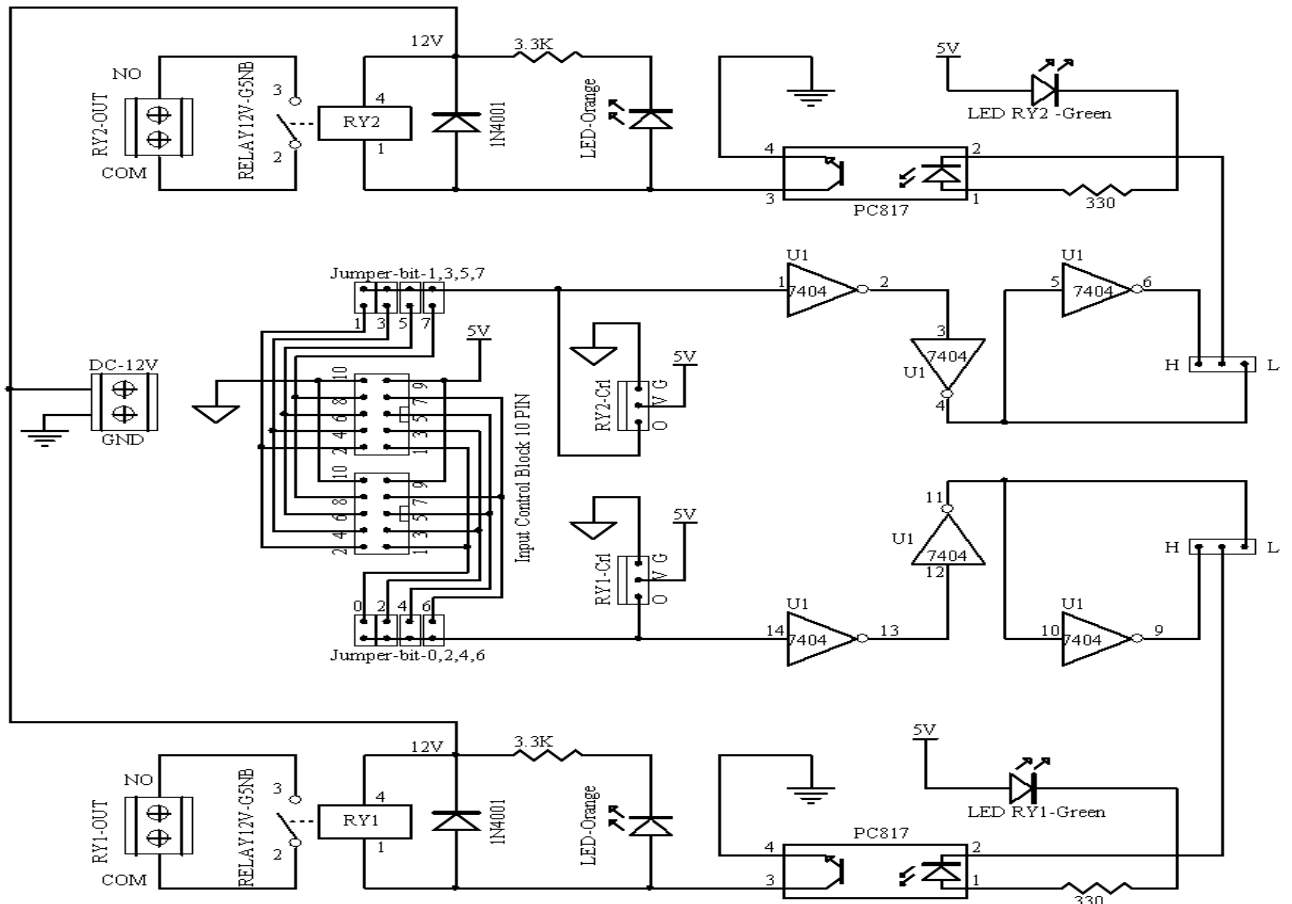 12V
3.3K
5V
NO
RY2-OUT
COM
RELAY12V-G5NB
3
2
4
RY2
1
1N4001
LED-Orange
LED RY2 -Green
4
3
2
1
PC817
330
Jumper-bit-1,3,5,7
1 3 5 7
5V
U1
1
7404
2
3
7404
U1
4
U1
5
7404
6
H
L
DC-12V
GND
10 8 6 4 2
9 7 5 3 1
10 8 6 4 2
9 7 5 3 1
Input Control Block 10 PIN
RY2-Crl
O V G
5V
RY1-Crl
O V G
5V
0 2 4 6
Jumper-bit-0,2,4,6
U1
14
7404
13
11
U1
7404
12
U1
10
7404
9
H
L
12V
3.3K
5V
NO
RY1-OUT
COM
RELAY12V-G5NB
3
2
4
RY1
1
1N4001
LED-Orange
LED RY1-Green
PC817
4
3
2
1
330